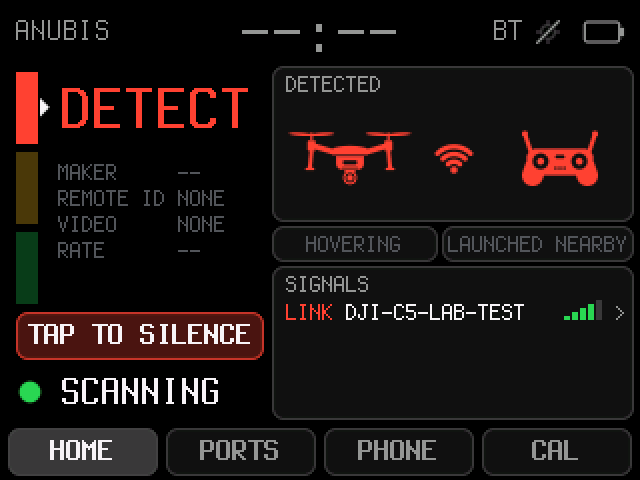 ANUBIS
--:--
BT
DETECT
MAKER --
REMOTE ID NONE
VIDEO NONE
RATE --
TAP TO SILENCE
SCANNING
DETECTED
HOVERING
LAUNCHED NEARBY
SIGNALS
LINK DJI-C5-LAB-TEST >
HOME
PORTS
PHONE
CAL